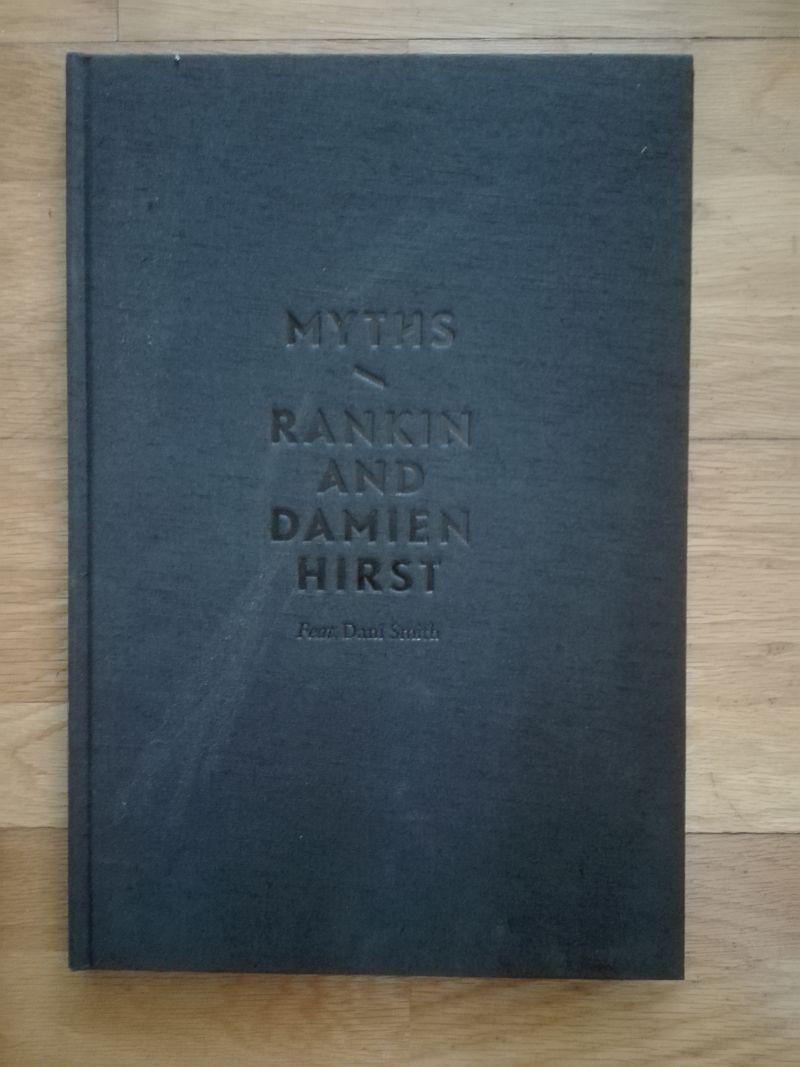 MYTHS
RANKIN
AND
DAMIEN
HIRST
Feat. Dani Smith